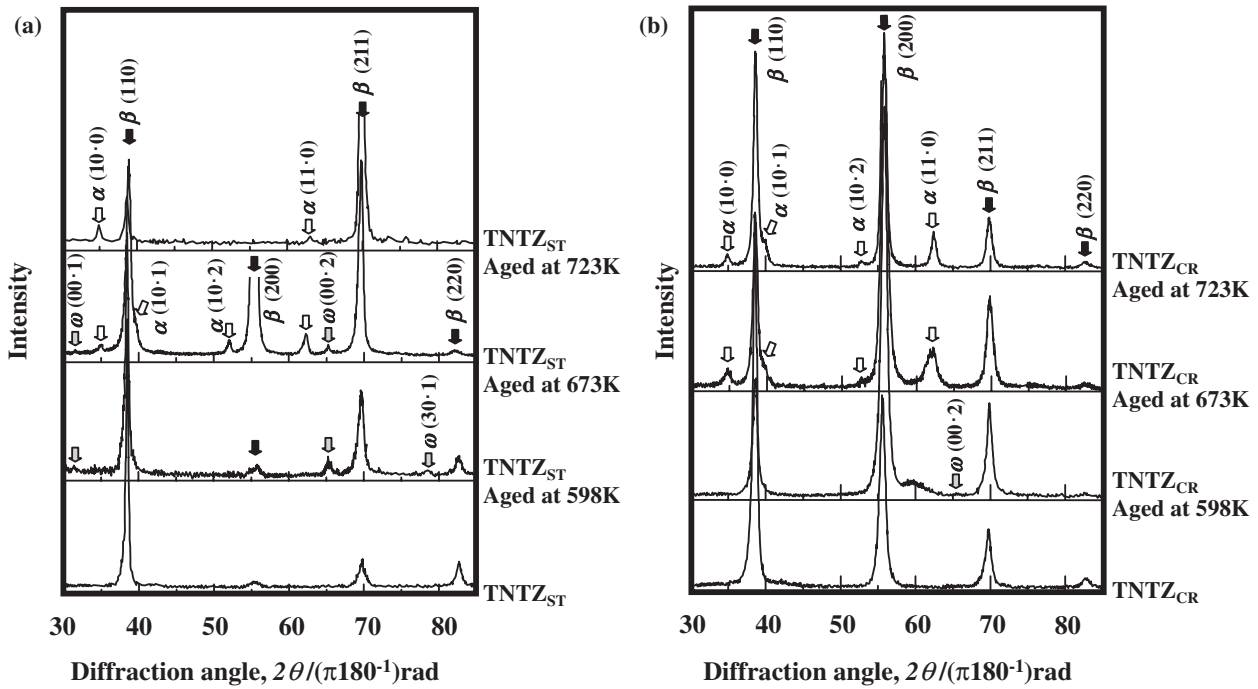 (a)
Intensity
α (10·0)
β (110)
α (11·0)
β (211)
TNTZST
Aged at 723K
ω (00·1)
α (10·1)
α (10·2)
β (200)
ω (00·2)
β (220)
TNTZST
Aged at 673K
ω (30·1)
TNTZST
Aged at 598K
TNTZST
30 40 50 60 70 80
Diffraction angle, 2θ/(π180⁻¹)rad
(b)
Intensity
α (10·0)
β (110)
α (10·1)
α (10·2)
β (200)
α (11·0)
β (211)
β (220)
TNTZCR
Aged at 723K
TNTZCR
Aged at 673K
ω (00·2)
TNTZCR
Aged at 598K
TNTZCR
30 40 50 60 70 80
Diffraction angle, 2θ/(π180⁻¹)rad